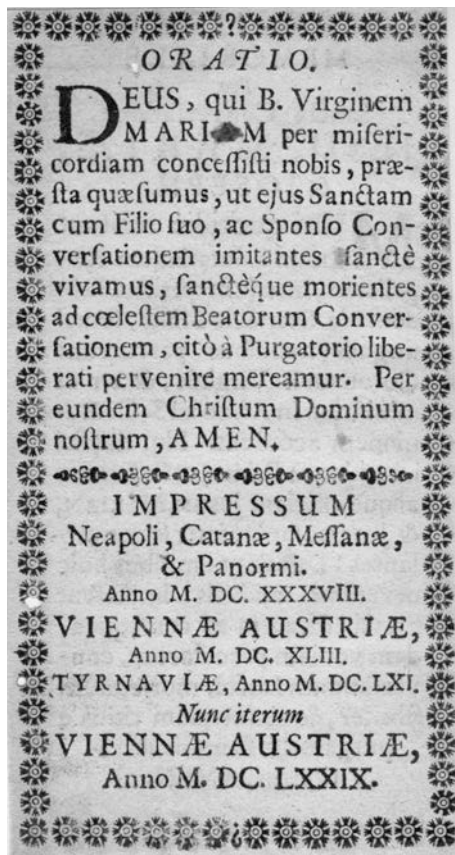 ORATIO.
DEUS, qui B. Virginem
MARIAM per miseri-
cordiam concessisti nobis, præ-
sta quæsumus, ut ejus Sanctam
cum Filio suo, ac Sponso Con-
versationem imitantes sanctè
vivamus, sanctèq́ue morientes
ad cœlestem Beatorum Conver-
sationem, citò à Purgatorio libe-
rati pervenire mereamur. Per
eundem Christum Dominum
nostrum, AMEN.
IMPRESSUM
Neapoli, Catanæ, Messanæ,
& Panormi.
Anno M. DC. XXXVIII.
VIENNÆ AUSTRIÆ,
Anno M. DC. XLIII.
TYRNAVIÆ, Anno M. DC. LXI.
Nunc iterum
VIENNÆ AUSTRIÆ,
Anno M. DC. LXXIX.